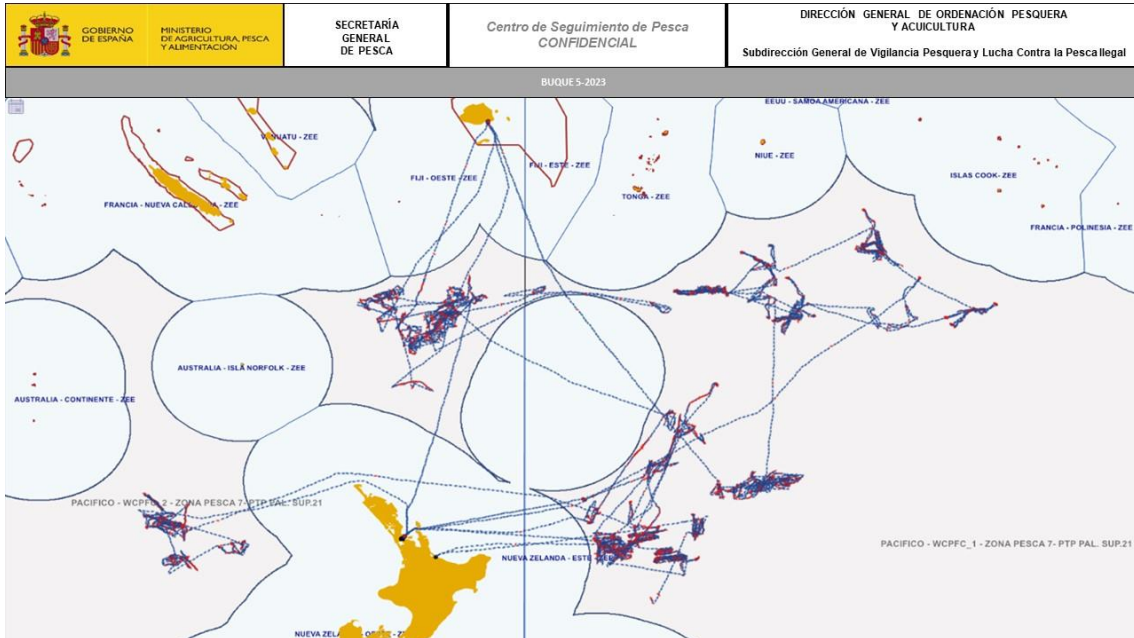 GOBIERNO
DE ESPAÑA
MINISTERIO
DE AGRICULTURA, PESCA
Y ALIMENTACIÓN
SECRETARÍA
GENERAL
DE PESCA
Centro de Seguimiento de Pesca
CONFIDENCIAL
DIRECCIÓN GENERAL DE ORDENACIÓN PESQUERA
Y ACUICULTURA
Subdirección General de Vigilancia Pesquera y Lucha Contra la Pesca Ilegal
BUQUE 5-2023
EEUU - SAMOA AMERICANA - ZEE
VANUATU - ZEE
NIUE - ZEE
FIJI - ESTE - ZEE
FIJI - OESTE - ZEE
ISLAS COOK- ZEE
TONGA - ZEE
FRANCIA - NUEVA CALEDONIA - ZEE
FRANCIA - POLINESIA - ZEE
AUSTRALIA - ISLA NORFOLK - ZEE
AUSTRALIA - CONTINENTE - ZEE
PACIFICO - WCPFC_2 - ZONA PESCA 7- PTP PAL. SUP.21
PACIFICO - WCPFC_1 - ZONA PESCA 7- PTP PAL. SUP.21
NUEVA ZELANDA - ESTE - ZEE
NUEVA ZELANDA - OESTE - ZEE